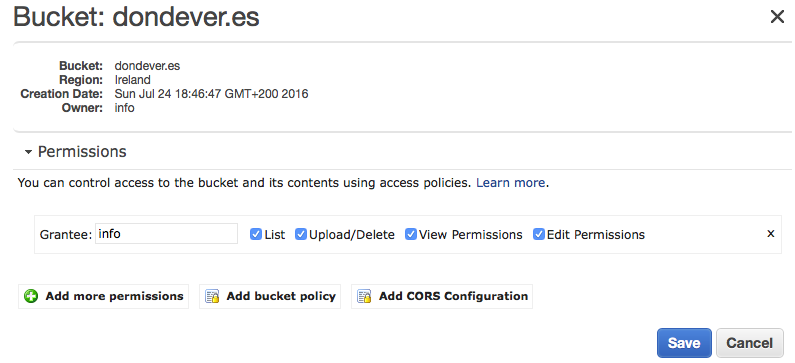 Bucket: dondever.es
Bucket: dondever.es
Region: Ireland
Creation Date: Sun Jul 24 18:46:47 GMT+200 2016
Owner: info
Permissions
You can control access to the bucket and its contents using access policies. Learn more.
Grantee: info List Upload/Delete View Permissions Edit Permissions x
Add more permissions Add bucket policy Add CORS Configuration
Save Cancel